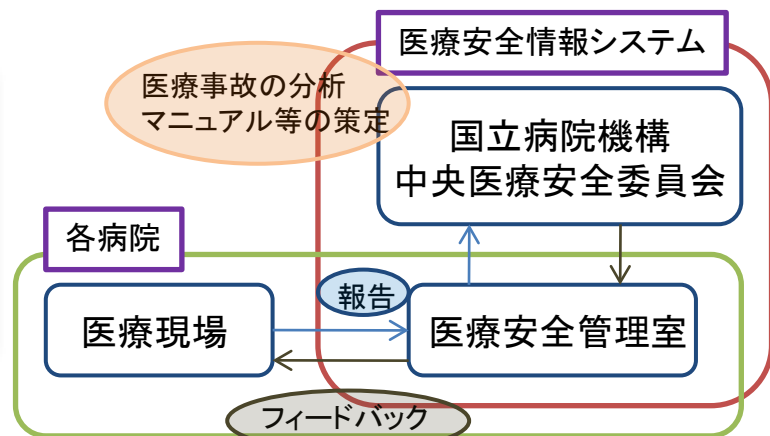 医療安全情報システム
医療事故の分析
マニュアル等の策定
国立病院機構
中央医療安全委員会
各病院
報告
医療現場
医療安全管理室
フィードバック